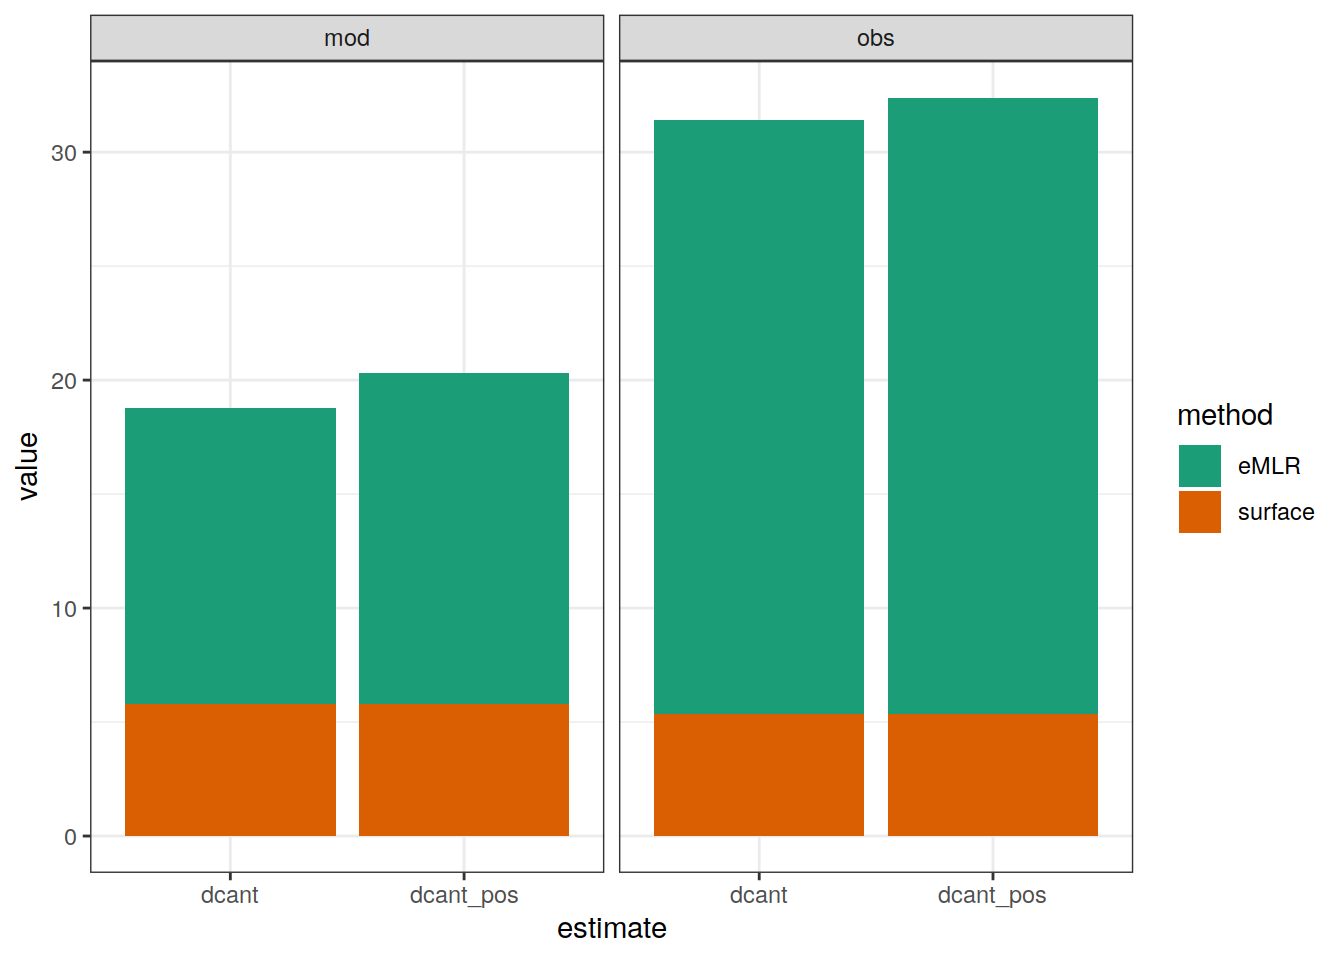 mod
obs
30
20
10
0
value
dcant
dcant_pos
dcant
dcant_pos
estimate
method
eMLR
surface